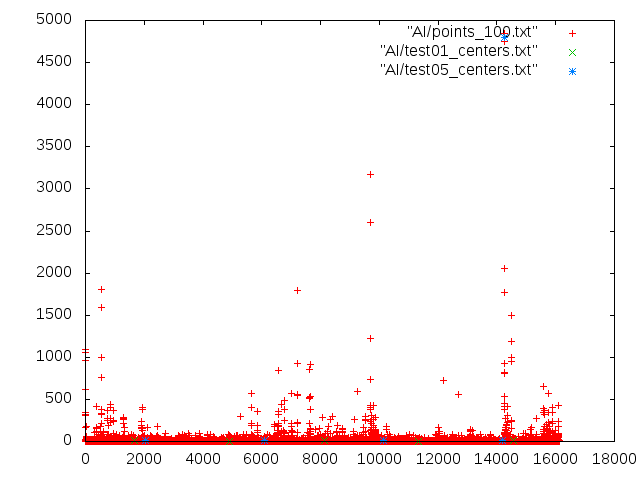 5000
"AI/points_100.txt"
"AI/test01_centers.txt"
4500
"AI/test05_centers.txt"
4000
3500
3000
2500
2000
1500
1000
500
0
0 2000 4000 6000 8000 10000 12000 14000 16000 18000